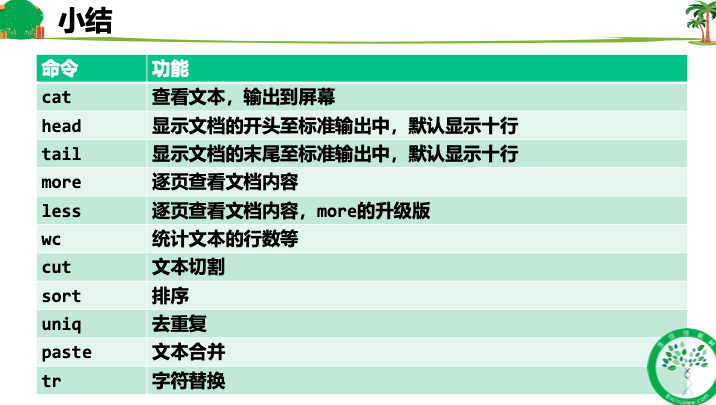 小结
命令 功能
cat 查看文本，输出到屏幕
head 显示文档的开头至标准输出中，默认显示十行
tail 显示文档的末尾至标准输出中，默认显示十行
more 逐页查看文档内容
less 逐页查看文档内容，more的升级版
wc 统计文本的行数等
cut 文本切割
sort 排序
uniq 去重复
paste 文本合并
tr 字符替换